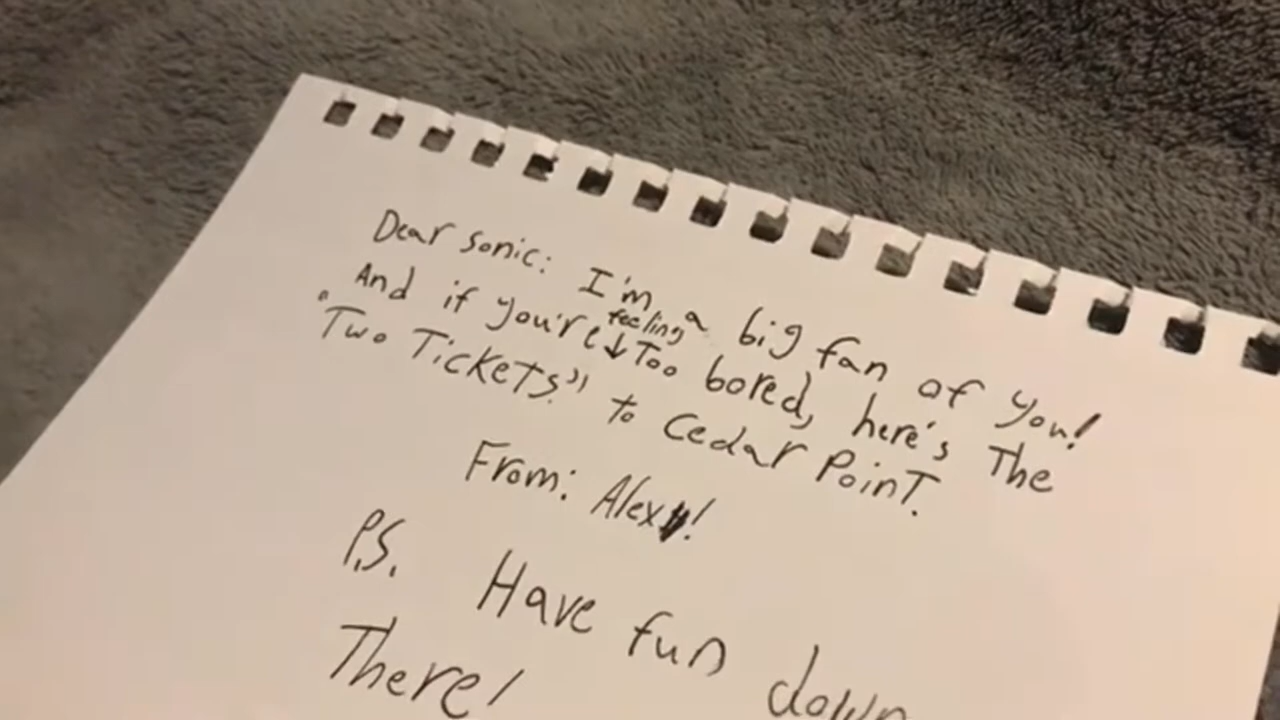 Dear Sonic: I'm a big fan of you!
And if you're feeling Too bored, here's The
"Two Tickets" to Cedar Point.
From: Alex!
P.S. Have fun down
There!